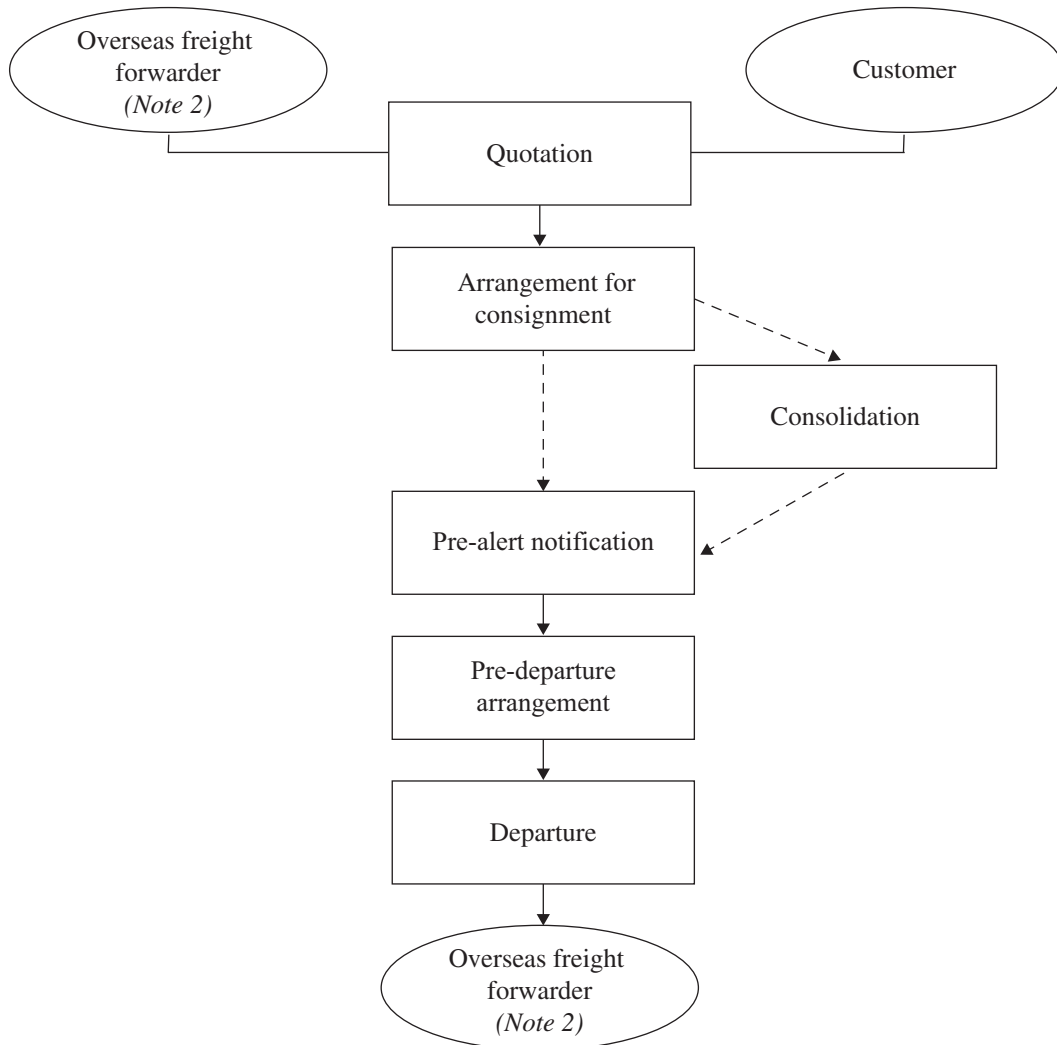 Overseas freight
forwarder
(Note 2)
Customer
Quotation
Arrangement for
consignment
Consolidation
Pre-alert notification
Pre-departure
arrangement
Departure
Overseas freight
forwarder
(Note 2)